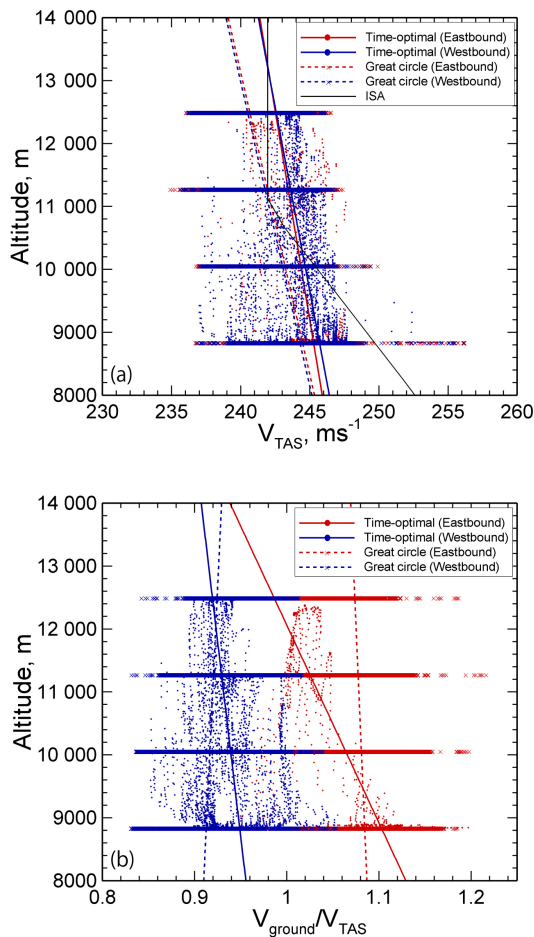 14 000
13 000
12 000
11 000
10 000
9000
8000
Altitude, m
Time-optimal (Eastbound)
Time-optimal (Westbound)
Great circle (Eastbound)
Great circle (Westbound)
ISA
(a)
230 235 240 245 250 255 260
V_TAS, ms⁻¹
14 000
13 000
12 000
11 000
10 000
9000
8000
Altitude, m
Time-optimal (Eastbound)
Time-optimal (Westbound)
Great circle (Eastbound)
Great circle (Westbound)
(b)
0.8 0.9 1 1.1 1.2
V_ground/V_TAS